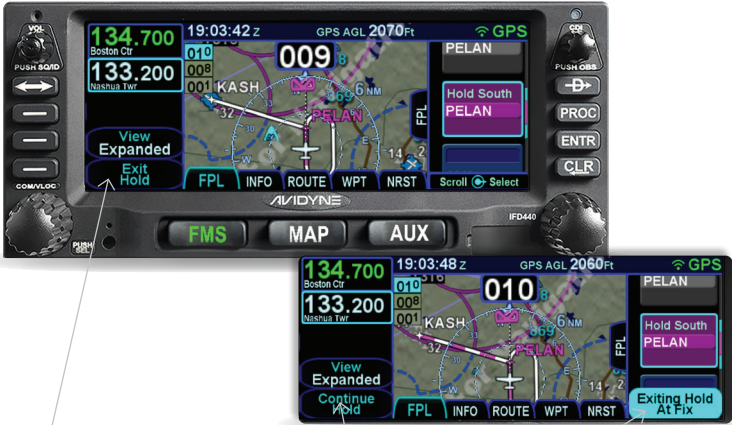 VOL
PUSH SQ/ID
COM/VLOC
PUSH SEL
134.700
Boston Ctr
133.200
Nashua Twr
View
Expanded
Exit
Hold
19:03:42 Z
GPS AGL 2070Ft
GPS
010
008
001
009
KASH
PELAN
869
6 NM
32
30
W
E
14
FPL
FPL
INFO
ROUTE
WPT
NRST
PELAN
Hold South
PELAN
Scroll
Select
CDI
PUSH OBS
D
PROC
ENTR
CLR
AVIDYNE
IFD440
FMS
MAP
AUX
134.700
Boston Ctr
133.200
Nashua Twr
View
Expanded
Continue
Hold
19:03:48 Z
GPS AGL 2060Ft
GPS
1316
010
008
001
010
KASH
PELAN
869
6 NM
32
W
E
14
FPL
FPL
INFO
ROUTE
WPT
NRST
PELAN
Hold South
PELAN
Exiting Hold
At Fix